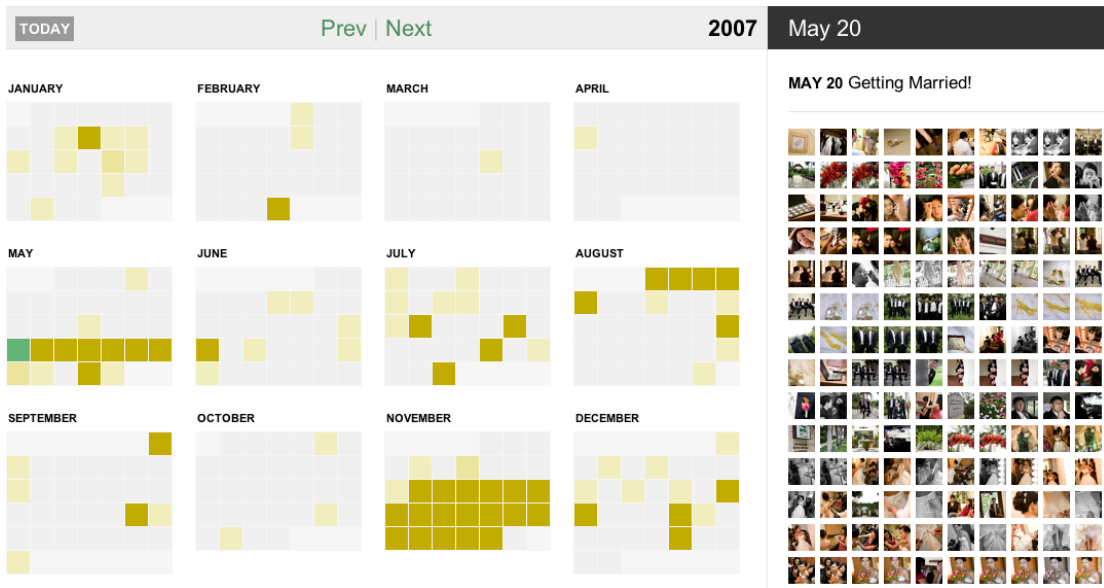 TODAY
Prev | Next
2007
May 20
MAY 20 Getting Married!
JANUARY
FEBRUARY
MARCH
APRIL
MAY
JUNE
JULY
AUGUST
SEPTEMBER
OCTOBER
NOVEMBER
DECEMBER